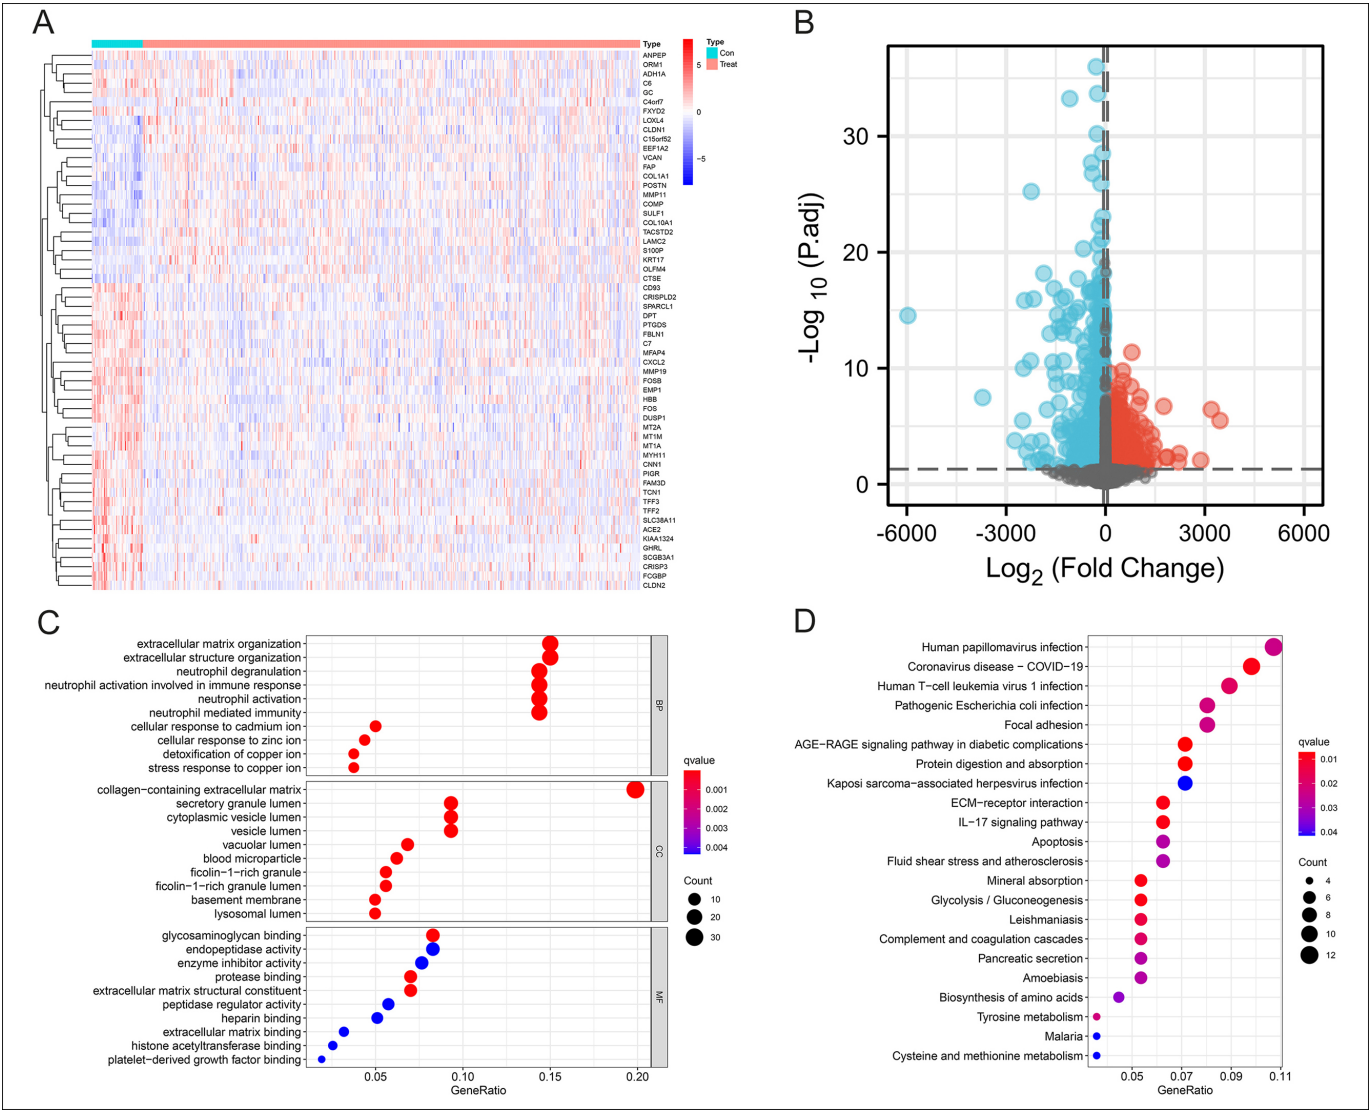 A
Type
ANPEP
ORM1
ADH1A
C6
GC
C4orf7
FXYD2
LOXL4
CLDN1
C15orf52
EEF1A2
VCAN
FAP
COL1A1
POSTN
MMP11
COMP
SULF1
COL10A1
TACSTD2
LAMC2
S100P
KRT17
OLFM4
CTSE
CD93
CRISPLD2
SPARCL1
DPT
PTGDS
FBLN1
C7
MFAP4
CXCL2
MMP19
FOSB
EMP1
HBB
FOS
DUSP1
MT2A
MT1M
MT1A
MYH11
CNN1
PIGR
FAM3D
TCN1
TFF3
TFF2
SLC38A11
ACE2
KIAA1324
GHRL
SCGB3A1
CRISP3
FCGBP
CLDN2
5
0
−5
Type
Con
Treat
B
-Log 10 (P.adj)
30
20
10
0
-6000 -3000 0 3000 6000
Log2 (Fold Change)
C
extracellular matrix organization
extracellular structure organization
neutrophil degranulation
neutrophil activation involved in immune response
neutrophil activation
neutrophil mediated immunity
cellular response to cadmium ion
cellular response to zinc ion
detoxification of copper ion
stress response to copper ion
BP
collagen−containing extracellular matrix
secretory granule lumen
cytoplasmic vesicle lumen
vesicle lumen
vacuolar lumen
blood microparticle
ficolin−1−rich granule
ficolin−1−rich granule lumen
basement membrane
lysosomal lumen
CC
glycosaminoglycan binding
endopeptidase activity
enzyme inhibitor activity
protease binding
extracellular matrix structural constituent
peptidase regulator activity
heparin binding
extracellular matrix binding
histone acetyltransferase binding
platelet−derived growth factor binding
MF
0.05 0.10 0.15 0.20
GeneRatio
qvalue
0.001
0.002
0.003
0.004
Count
10
20
30
D
Human papillomavirus infection
Coronavirus disease − COVID−19
Human T−cell leukemia virus 1 infection
Pathogenic Escherichia coli infection
Focal adhesion
AGE−RAGE signaling pathway in diabetic complications
Protein digestion and absorption
Kaposi sarcoma−associated herpesvirus infection
ECM−receptor interaction
IL−17 signaling pathway
Apoptosis
Fluid shear stress and atherosclerosis
Mineral absorption
Glycolysis / Gluconeogenesis
Leishmaniasis
Complement and coagulation cascades
Pancreatic secretion
Amoebiasis
Biosynthesis of amino acids
Tyrosine metabolism
Malaria
Cysteine and methionine metabolism
0.05 0.07 0.09 0.11
GeneRatio
qvalue
0.01
0.02
0.03
0.04
Count
4
6
8
10
12